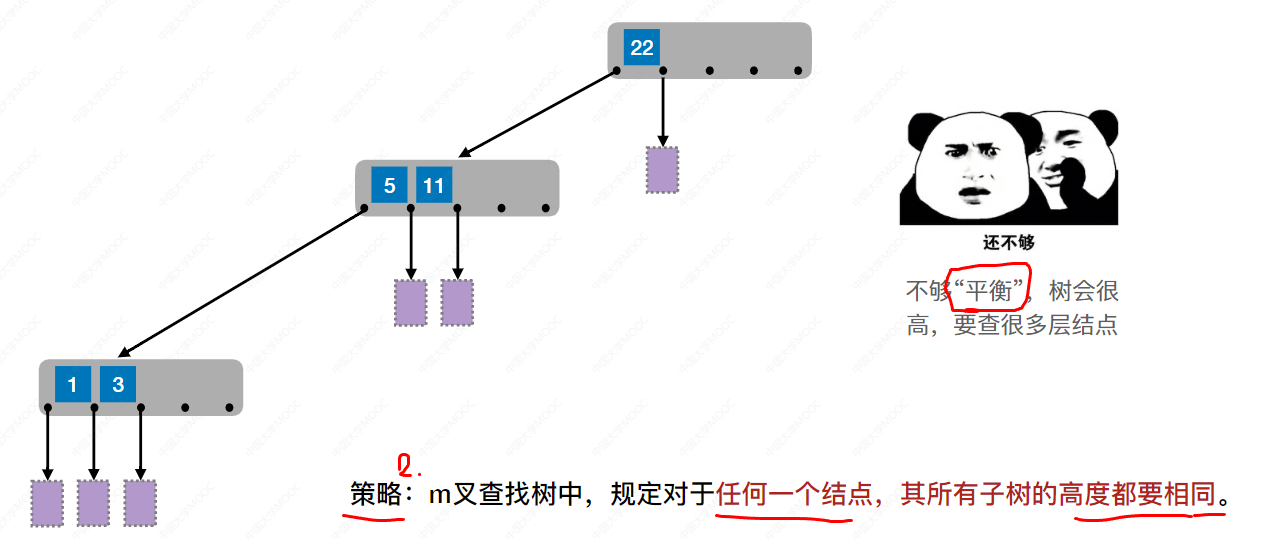 22
5 11
1 3
还不够
不够“平衡”，树会很
高，要查很多层结点
2.
策略：m叉查找树中，规定对于任何一个结点，其所有子树的高度都要相同。